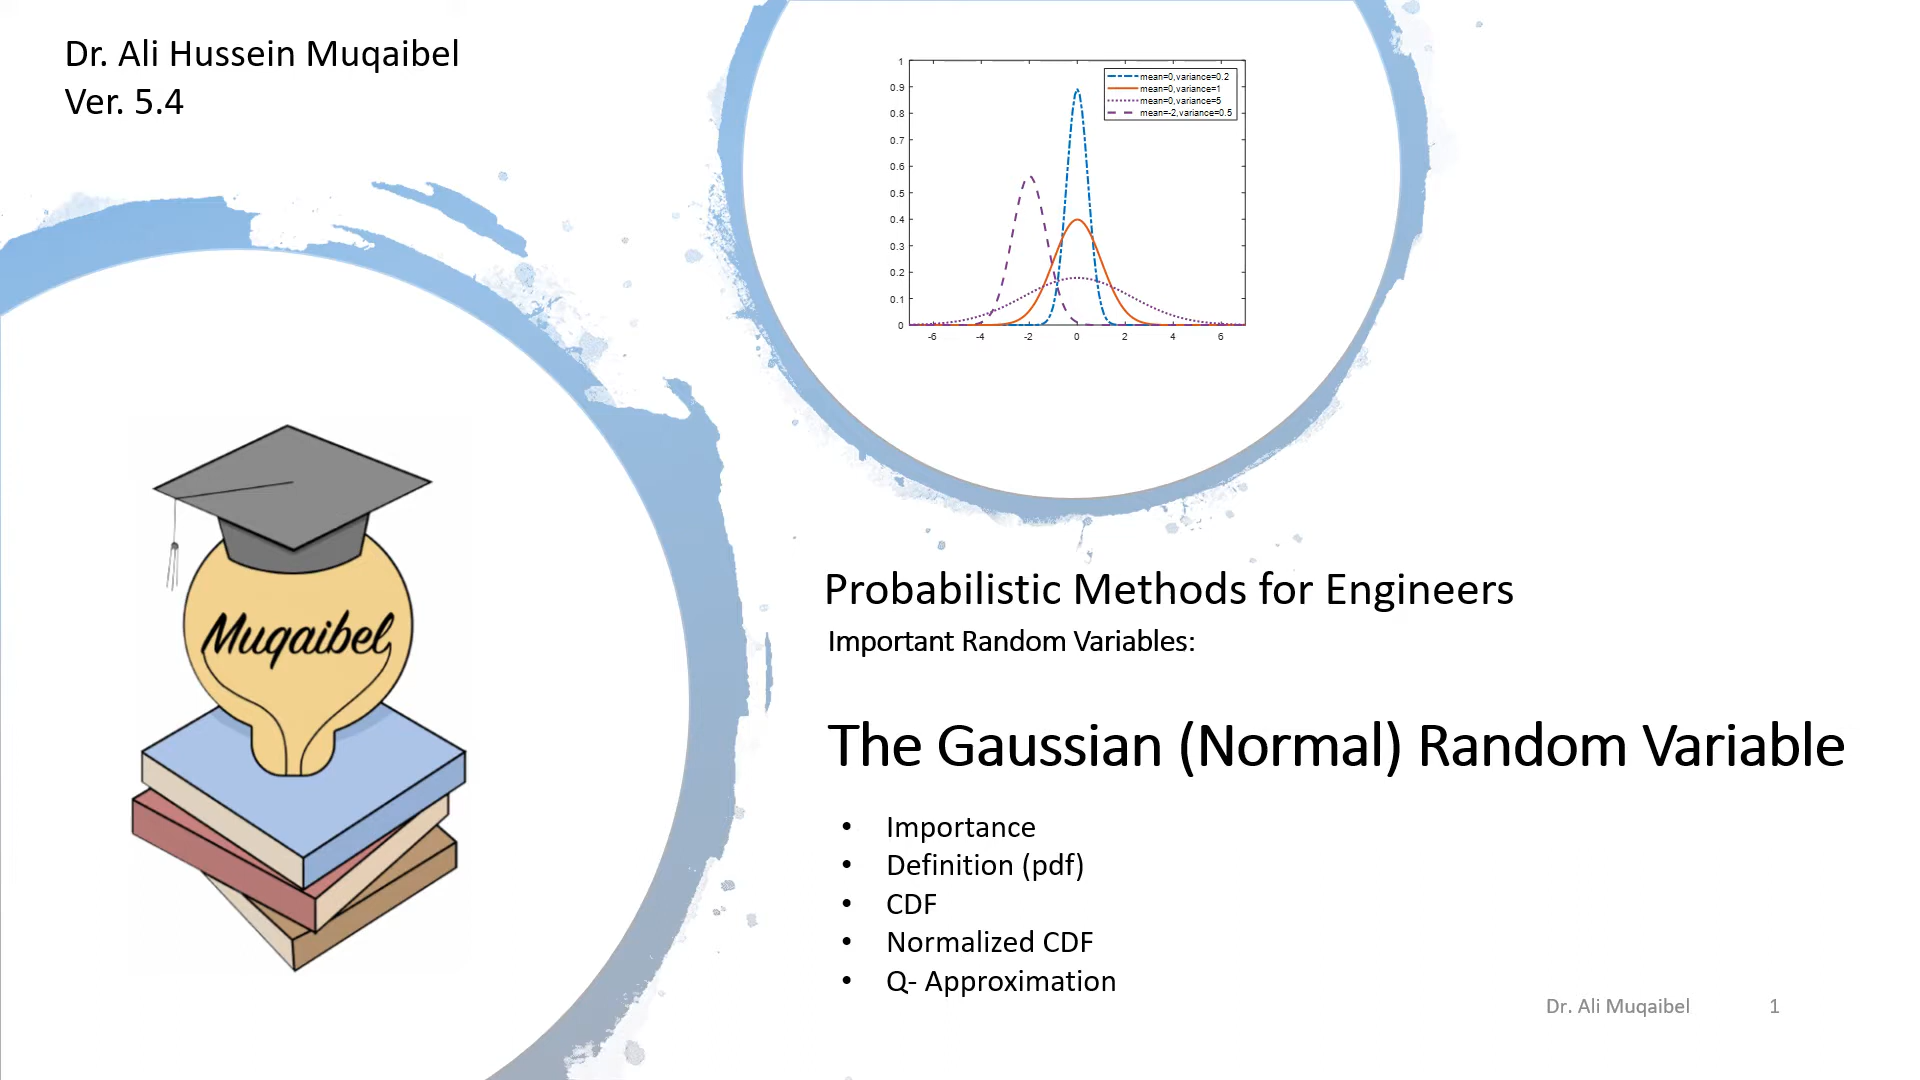 Dr. Ali Hussein Muqaibel
Ver. 5.4
1
0.9
0.8
0.7
0.6
0.5
0.4
0.3
0.2
0.1
0
-6 -4 -2 0 2 4 6
mean=0,variance=0.2
mean=0,variance=1
mean=0,variance=5
mean=-2,variance=0.5
Muqaibel
Probabilistic Methods for Engineers
Important Random Variables:
The Gaussian (Normal) Random Variable
• Importance
• Definition (pdf)
• CDF
• Normalized CDF
• Q- Approximation
Dr. Ali Muqaibel 1